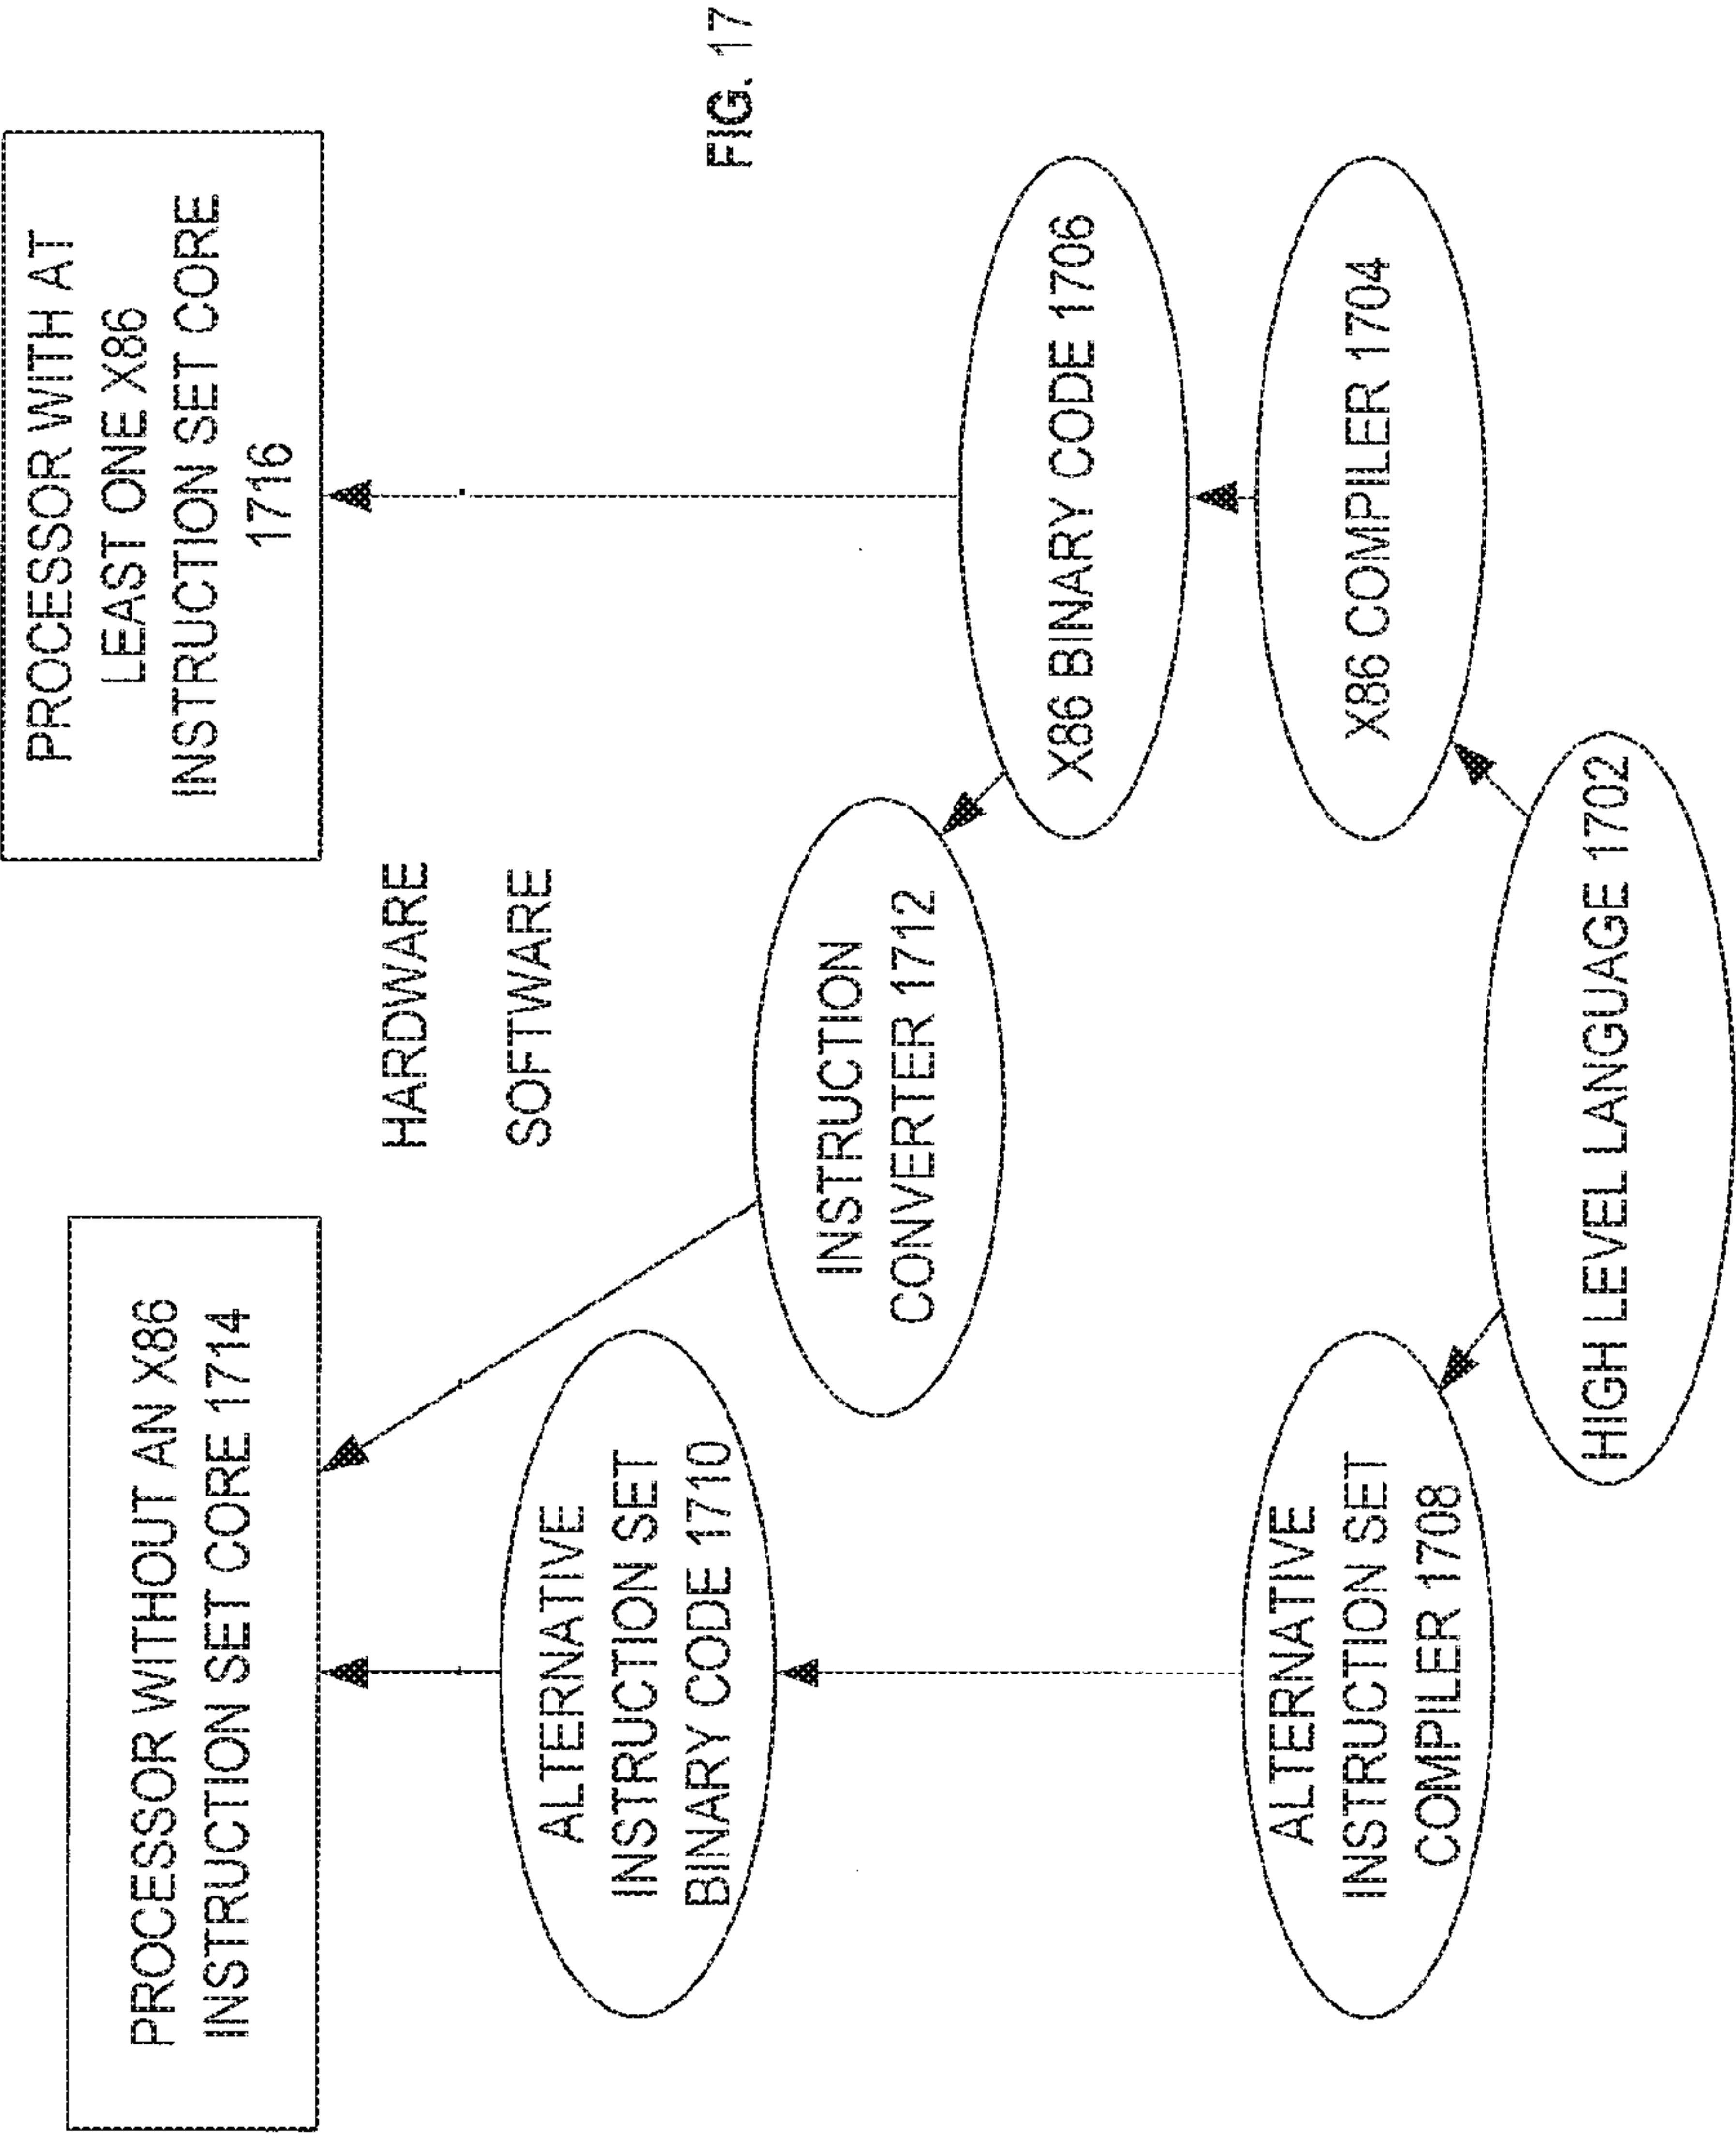 PROCESSOR WITHOUT AN X86
INSTRUCTION SET CORE 1714
PROCESSOR WITH AT
LEAST ONE X86
INSTRUCTION SET CORE
1716
HARDWARE
SOFTWARE
ALTERNATIVE
INSTRUCTION SET
BINARY CODE 1710
INSTRUCTION
CONVERTER 1712
X86 BINARY CODE 1706
ALTERNATIVE
INSTRUCTION SET
COMPILER 1708
X86 COMPILER 1704
HIGH LEVEL LANGUAGE 1702
FIG. 17